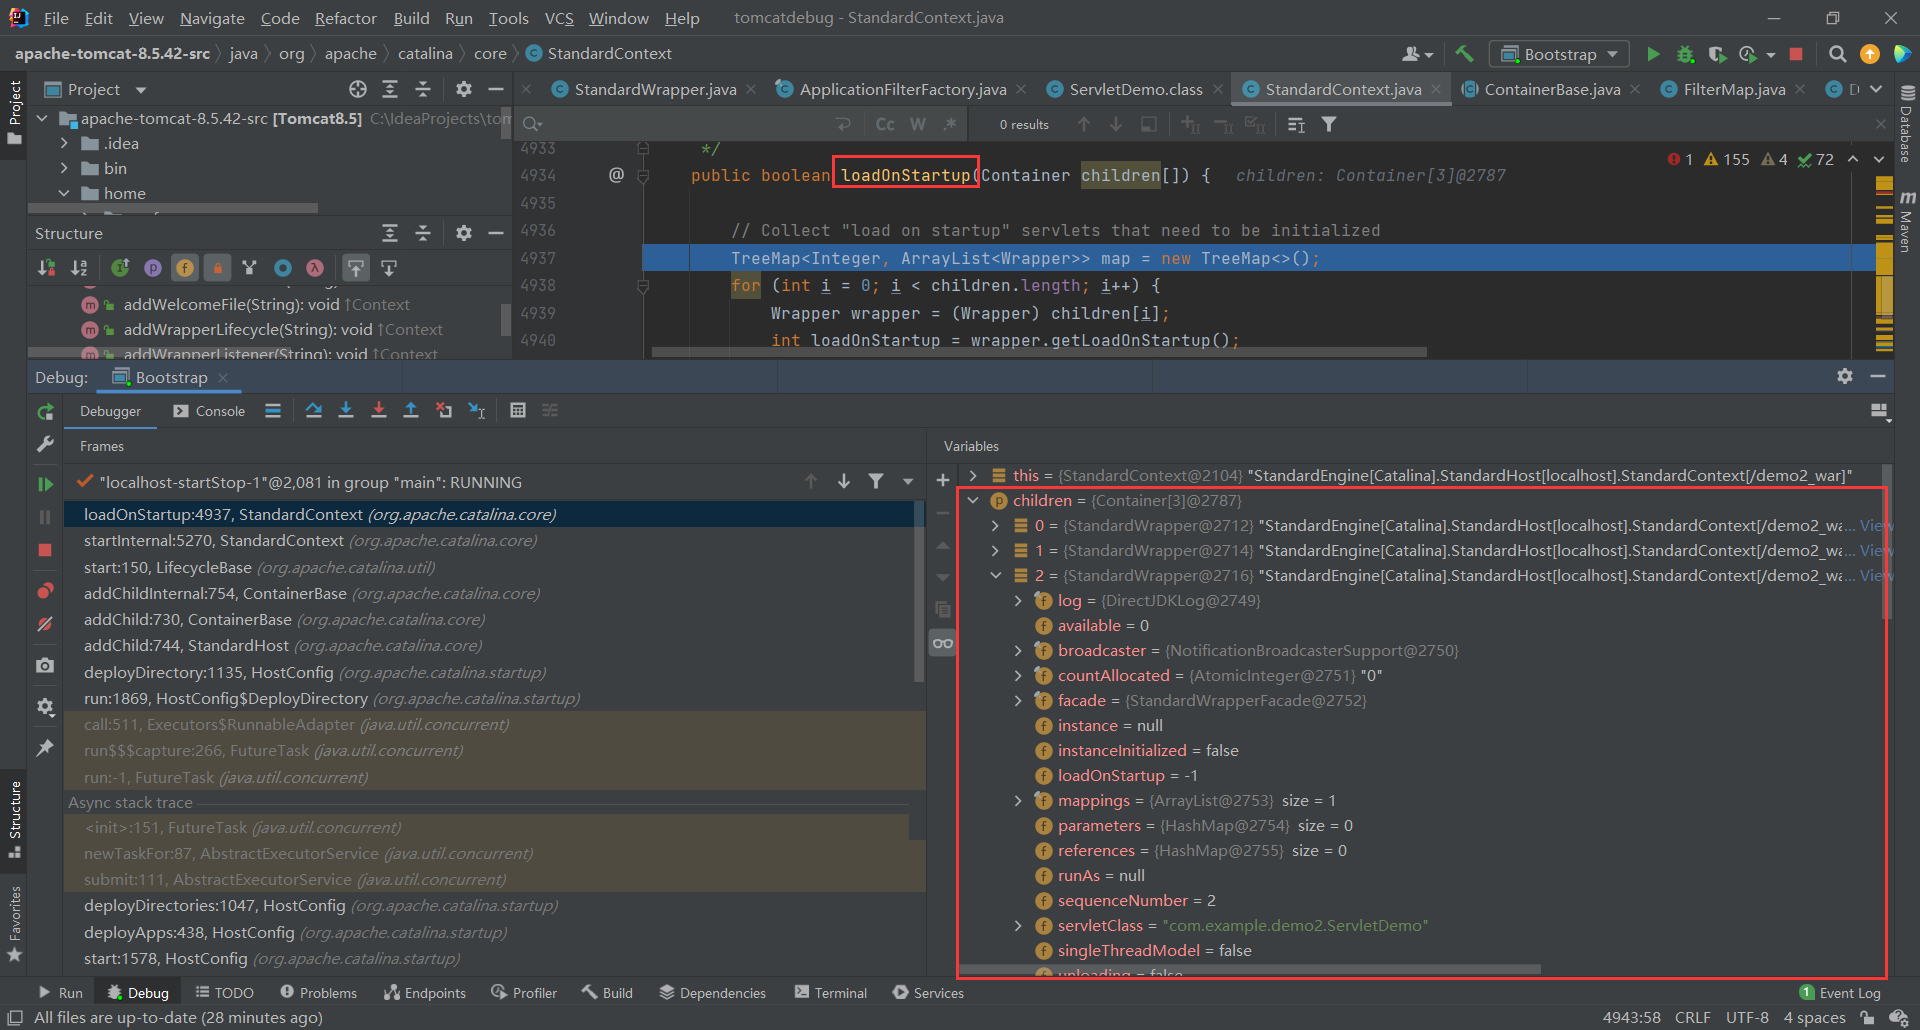 File Edit View Navigate Code Refactor Build Run Tools VCS Window Help tomcatdebug - StandardContext.java
apache-tomcat-8.5.42-src java org apache catalina core StandardContext
Bootstrap
Project
StandardWrapper.java ApplicationFilterFactory.java ServletDemo.class StandardContext.java ContainerBase.java FilterMap.java
Project
apache-tomcat-8.5.42-src [Tomcat8.5] C:\IdeaProjects\tom
.idea
bin
home
Cc W .*
0 results
1 155 4 72
4933 */
4934 @ public boolean loadOnStartup(Container children[]) { children: Container[3]@2787
4935
4936 // Collect "load on startup" servlets that need to be initialized
4937 TreeMap<Integer, ArrayList<Wrapper>> map = new TreeMap<>();
4938 for (int i = 0; i < children.length; i++) {
4939 Wrapper wrapper = (Wrapper) children[i];
4940 int loadOnStartup = wrapper.getLoadOnStartup();
Database
Maven
Structure
addWelcomeFile(String): void ↑Context
addWrapperLifecycle(String): void ↑Context
addWrapperListener(String): void ↑Context
Debug: Bootstrap
Debugger Console
Frames
"localhost-startStop-1"@2,081 in group "main": RUNNING
loadOnStartup:4937, StandardContext (org.apache.catalina.core)
startInternal:5270, StandardContext (org.apache.catalina.core)
start:150, LifecycleBase (org.apache.catalina.util)
addChildInternal:754, ContainerBase (org.apache.catalina.core)
addChild:730, ContainerBase (org.apache.catalina.core)
addChild:744, StandardHost (org.apache.catalina.core)
deployDirectory:1135, HostConfig (org.apache.catalina.startup)
run:1869, HostConfig$DeployDirectory (org.apache.catalina.startup)
call:511, Executors$RunnableAdapter (java.util.concurrent)
run$$$capture:266, FutureTask (java.util.concurrent)
run:-1, FutureTask (java.util.concurrent)
Async stack trace
<init>:151, FutureTask (java.util.concurrent)
newTaskFor:87, AbstractExecutorService (java.util.concurrent)
submit:111, AbstractExecutorService (java.util.concurrent)
deployDirectories:1047, HostConfig (org.apache.catalina.startup)
deployApps:438, HostConfig (org.apache.catalina.startup)
start:1578, HostConfig (org.apache.catalina.startup)
Variables
this = {StandardContext@2104} "StandardEngine[Catalina].StandardHost[localhost].StandardContext[/demo2_war]"
children = {Container[3]@2787}
0 = {StandardWrapper@2712} "StandardEngine[Catalina].StandardHost[localhost].StandardContext[/demo2_wa... View
1 = {StandardWrapper@2714} "StandardEngine[Catalina].StandardHost[localhost].StandardContext[/demo2_wa... View
2 = {StandardWrapper@2716} "StandardEngine[Catalina].StandardHost[localhost].StandardContext[/demo2_wa... View
log = {DirectJDKLog@2749}
available = 0
broadcaster = {NotificationBroadcasterSupport@2750}
countAllocated = {AtomicInteger@2751} "0"
facade = {StandardWrapperFacade@2752}
instance = null
instanceInitialized = false
loadOnStartup = -1
mappings = {ArrayList@2753} size = 1
parameters = {HashMap@2754} size = 0
references = {HashMap@2755} size = 0
runAs = null
sequenceNumber = 2
servletClass = "com.example.demo2.ServletDemo"
singleThreadModel = false
unloading = false
Structure
Favorites
Run Debug TODO Problems Endpoints Profiler Build Dependencies Terminal Services 1 Event Log
All files are up-to-date (28 minutes ago) 4943:58 CRLF UTF-8 4 spaces